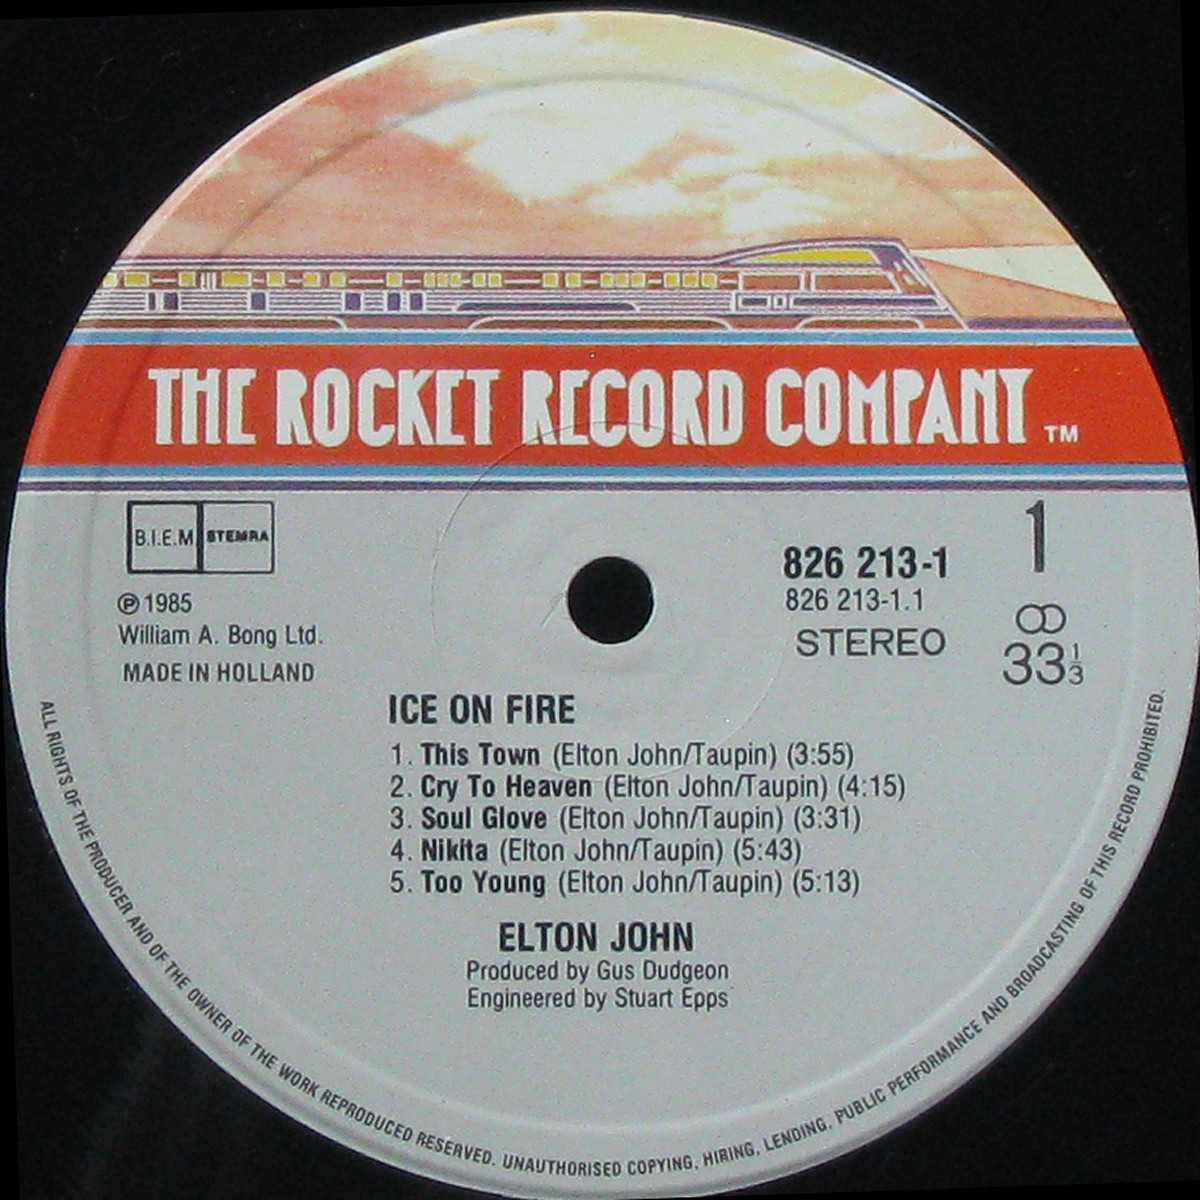 THE ROCKET RECORD COMPANY ™
B.I.E.M STEMRA
℗ 1985
William A. Bong Ltd.
MADE IN HOLLAND
826 213-1
826 213-1.1
STEREO
1
33⅓
ICE ON FIRE
1. This Town (Elton John/Taupin) (3:55)
2. Cry To Heaven (Elton John/Taupin) (4:15)
3. Soul Glove (Elton John/Taupin) (3:31)
4. Nikita (Elton John/Taupin) (5:43)
5. Too Young (Elton John/Taupin) (5:13)
ELTON JOHN
Produced by Gus Dudgeon
Engineered by Stuart Epps
ALL RIGHTS OF THE PRODUCER AND OF THE OWNER OF THE WORK REPRODUCED RESERVED. UNAUTHORISED COPYING, HIRING, LENDING, PUBLIC PERFORMANCE AND BROADCASTING OF THIS RECORD PROHIBITED.